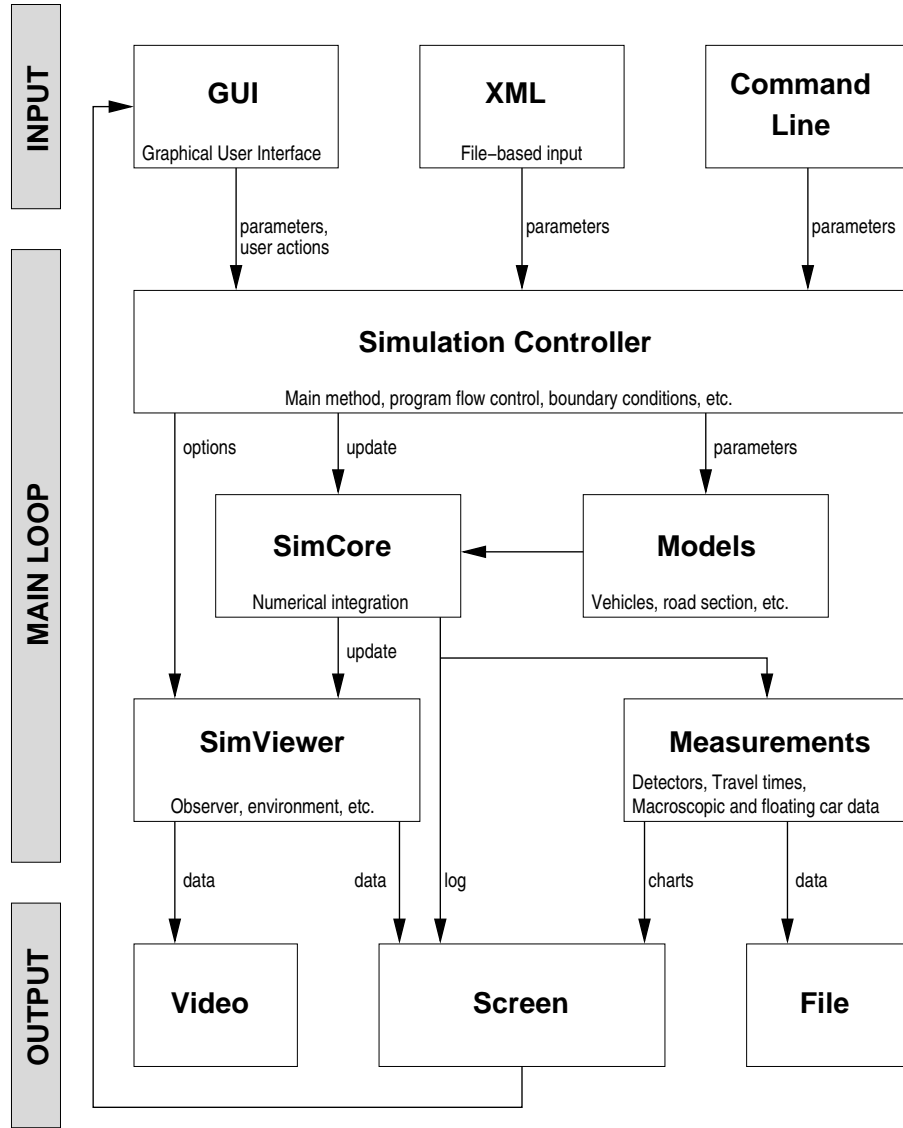 INPUT
GUI
Graphical User Interface
XML
File−based input
Command
Line
parameters,
user actions
parameters
parameters
MAIN LOOP
Simulation Controller
Main method, program flow control, boundary conditions, etc.
options
update
parameters
SimCore
Numerical integration
Models
Vehicles, road section, etc.
update
SimViewer
Observer, environment, etc.
Measurements
Detectors, Travel times,
Macroscopic and floating car data
data
data
log
charts
data
OUTPUT
Video
Screen
File